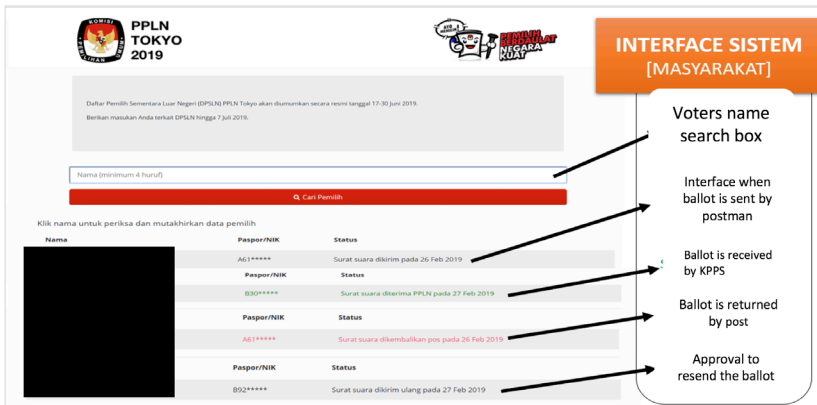 KOMISI
PEMILIHAN UMUM
PPLN
TOKYO
2019
PEMILIH
BERDAULAT
NEGARA
KUAT
INTERFACE SISTEM
[MASYARAKAT]
Daftar Pemilih Sementara Luar Negeri (DPSLN) PPLN Tokyo akan diumumkan secara resmi tanggal 17-30 Juni 2019.
Berikan masukan Anda terkait DPSLN hingga 7 Juli 2019.
Voters name
search box
Nama (minimum 4 huruf)
Cari Pemilih
Interface when
ballot is sent by
postman
Klik nama untuk periksa dan mutakhirkan data pemilih
Nama Paspor/NIK Status
A61***** Surat suara dikirim pada 26 Feb 2019
Paspor/NIK Status
B30***** Surat suara diterima PPLN pada 27 Feb 2019
Ballot is received
by KPPS
Paspor/NIK Status
A61***** Surat suara dikembalikan pos pada 26 Feb 2019
Ballot is returned
by post
Paspor/NIK Status
B92***** Surat suara dikirim ulang pada 27 Feb 2019
Approval to
resend the ballot